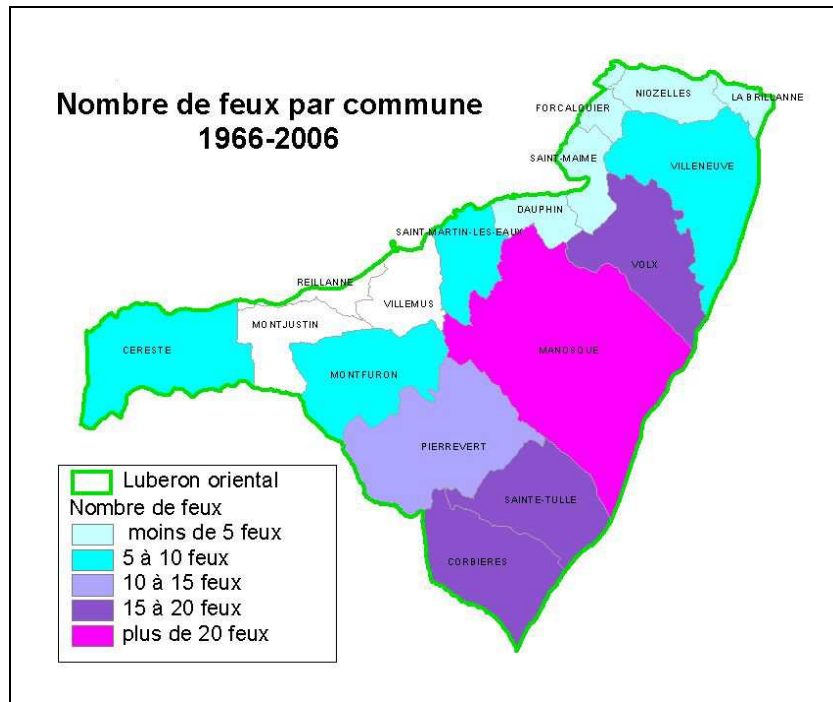 Nombre de feux par commune
1966-2006
NIOZELLES
LA BRILLANNE
FORCALQUIER
SAINT-MAIME
VILLENEUVE
DAUPHIN
SAINT-MARTIN-LES-EAUX
VOLX
REILLANNE
VILLEMUS
MONTJUSTIN
CERESTE
MANOSQUE
MONTFURON
PIERREVERT
SAINTE-TULLE
CORBIERES
Luberon oriental
Nombre de feux
moins de 5 feux
5 à 10 feux
10 à 15 feux
15 à 20 feux
plus de 20 feux